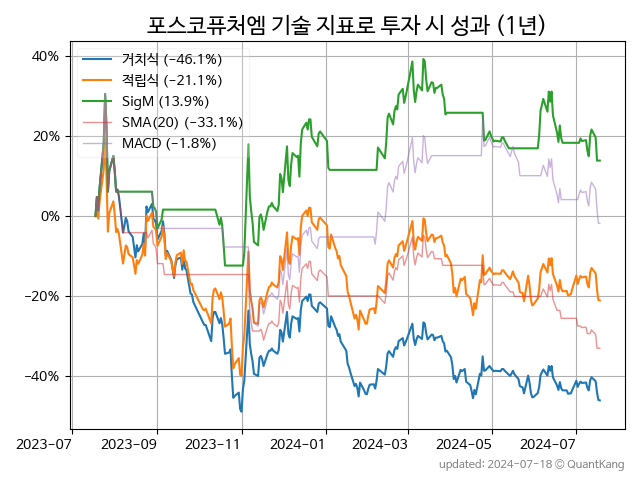 포스코퓨처엠 기술 지표로 투자 시 성과 (1년)
거치식 (−46.1%)
적립식 (−21.1%)
SigM (13.9%)
SMA(20) (−33.1%)
MACD (−1.8%)
40%
20%
0%
−20%
−40%
2023-07 2023-09 2023-11 2024-01 2024-03 2024-05 2024-07
updated: 2024-07-18 ⓒ QuantKang